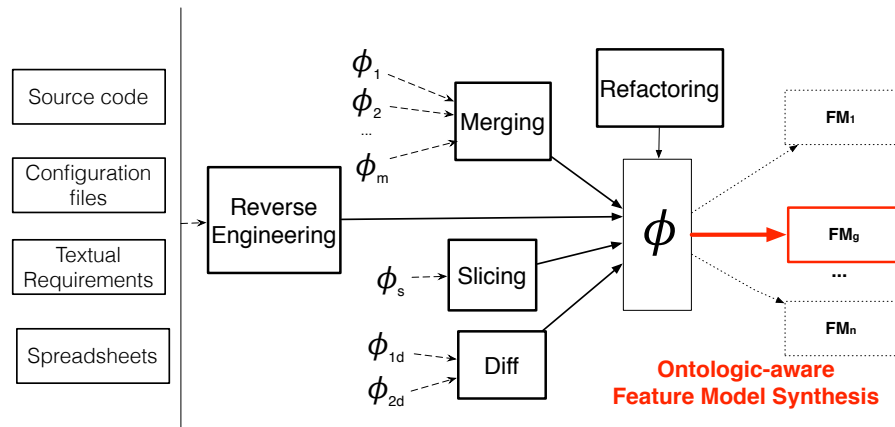 Source code
Configuration
files
Textual
Requirements
Spreadsheets
Reverse
Engineering
ϕ1
ϕ2
...
ϕm
Merging
Refactoring
ϕs
Slicing
ϕ1d
ϕ2d
Diff
ϕ
FM1
FMg
...
FMn
Ontologic-aware
Feature Model Synthesis